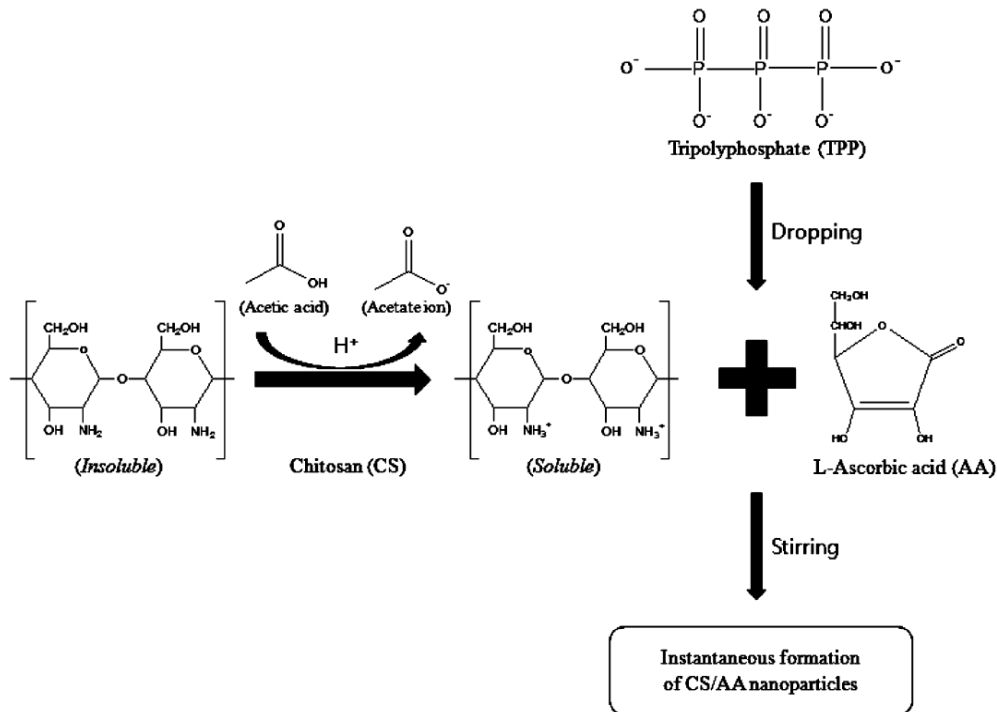 O O O
O⁻ P P P O⁻
O⁻ O⁻ O⁻
Tripolyphosphate (TPP)
Dropping
O
OH
(Acetic acid)
O
O⁻
(Acetate ion)
H⁺
CH₂OH
O
OH
NH₂
O
CH₂OH
O
OH
NH₂
(Insoluble)
Chitosan (CS)
CH₂OH
O
OH
NH₃⁺
O
CH₂OH
O
OH
NH₃⁺
(Soluble)
CH₂OH
CHOH
O
O
HO
OH
L-Ascorbic acid (AA)
Stirring
Instantaneous formation
of CS/AA nanoparticles